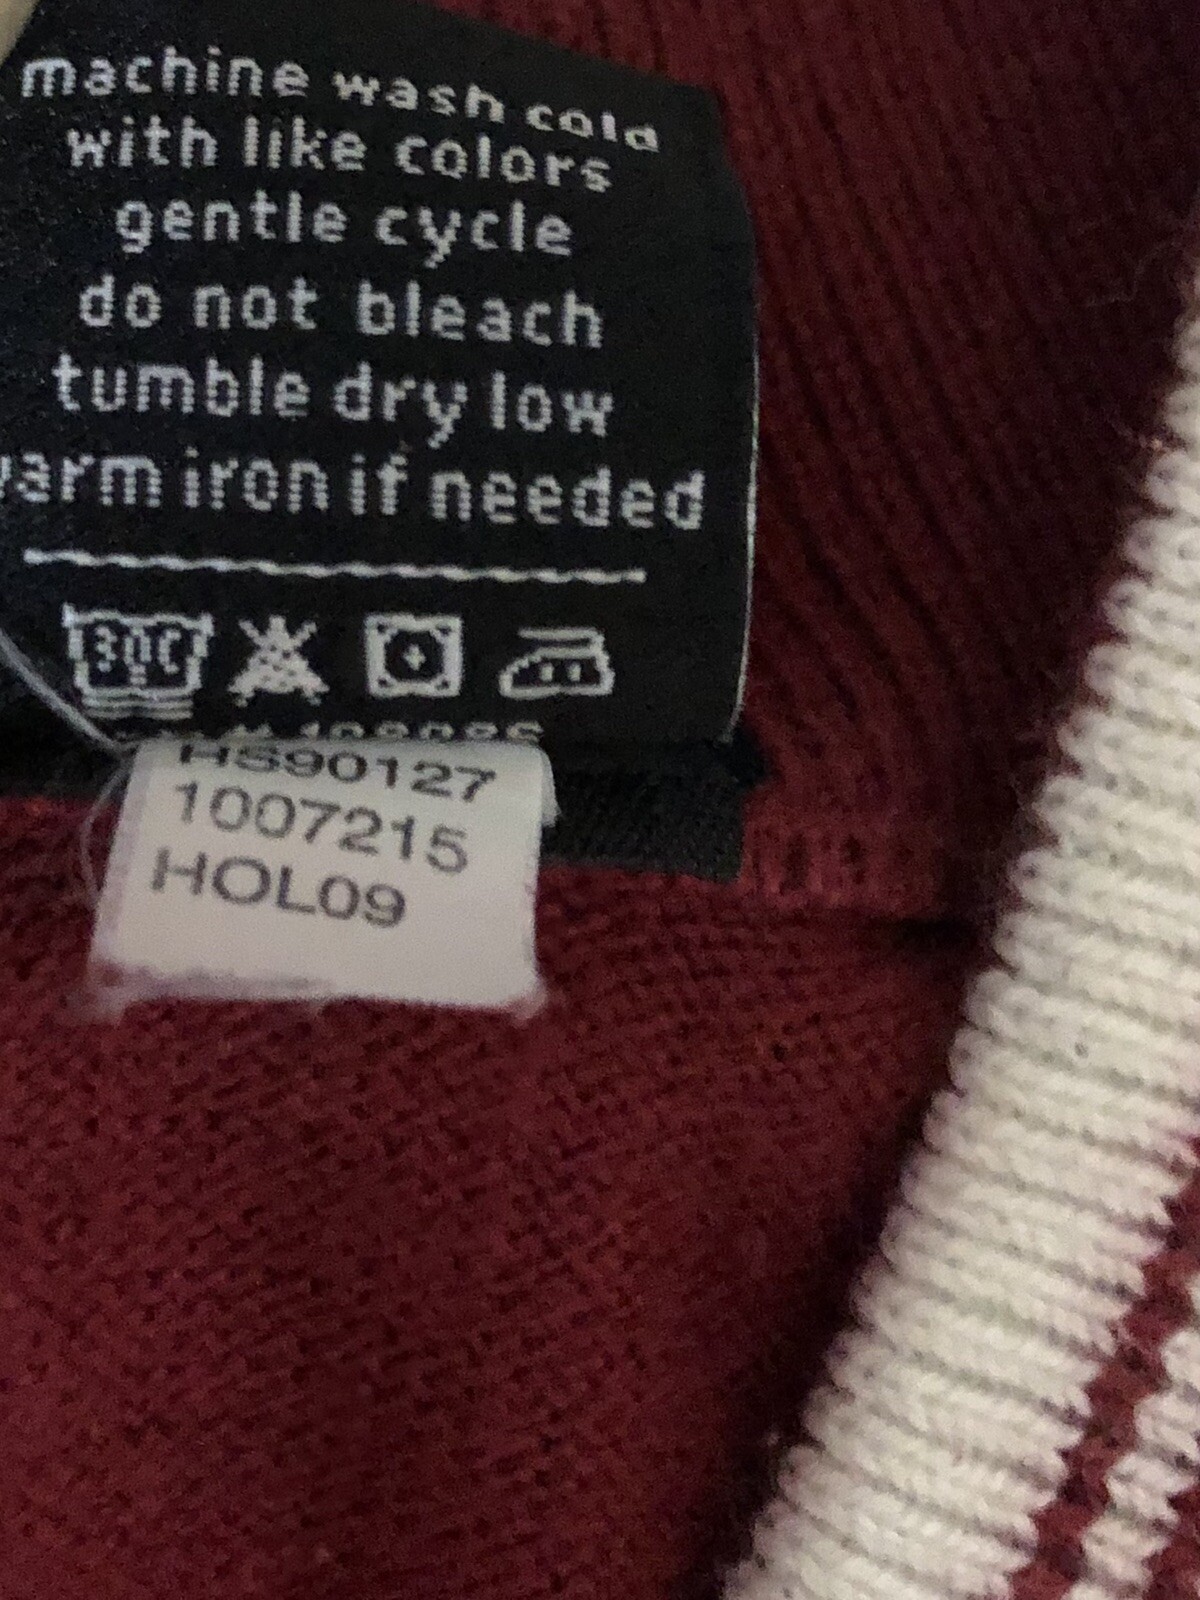 machine wash cold
with like colors
gentle cycle
do not bleach
tumble dry low
arm iron if needed
30C
HS90127
1007215
HOL09